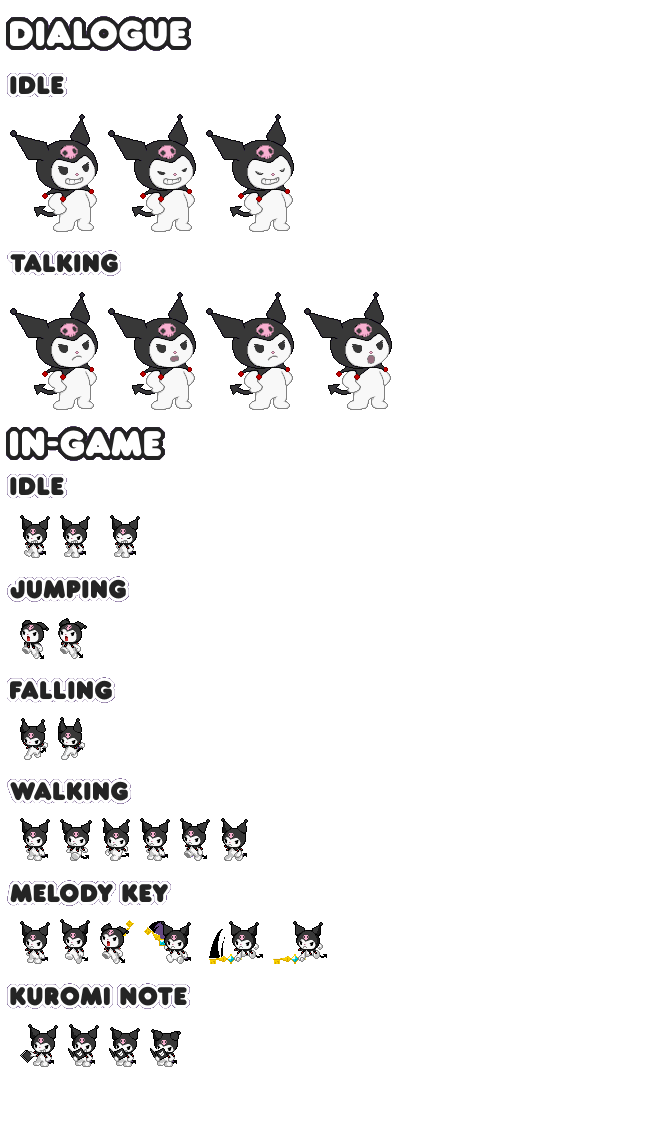 DIALOGUE
IDLE
TALKING
IN-GAME
IDLE
JUMPING
FALLING
WALKING
MELODY KEY
KUROMI NOTE